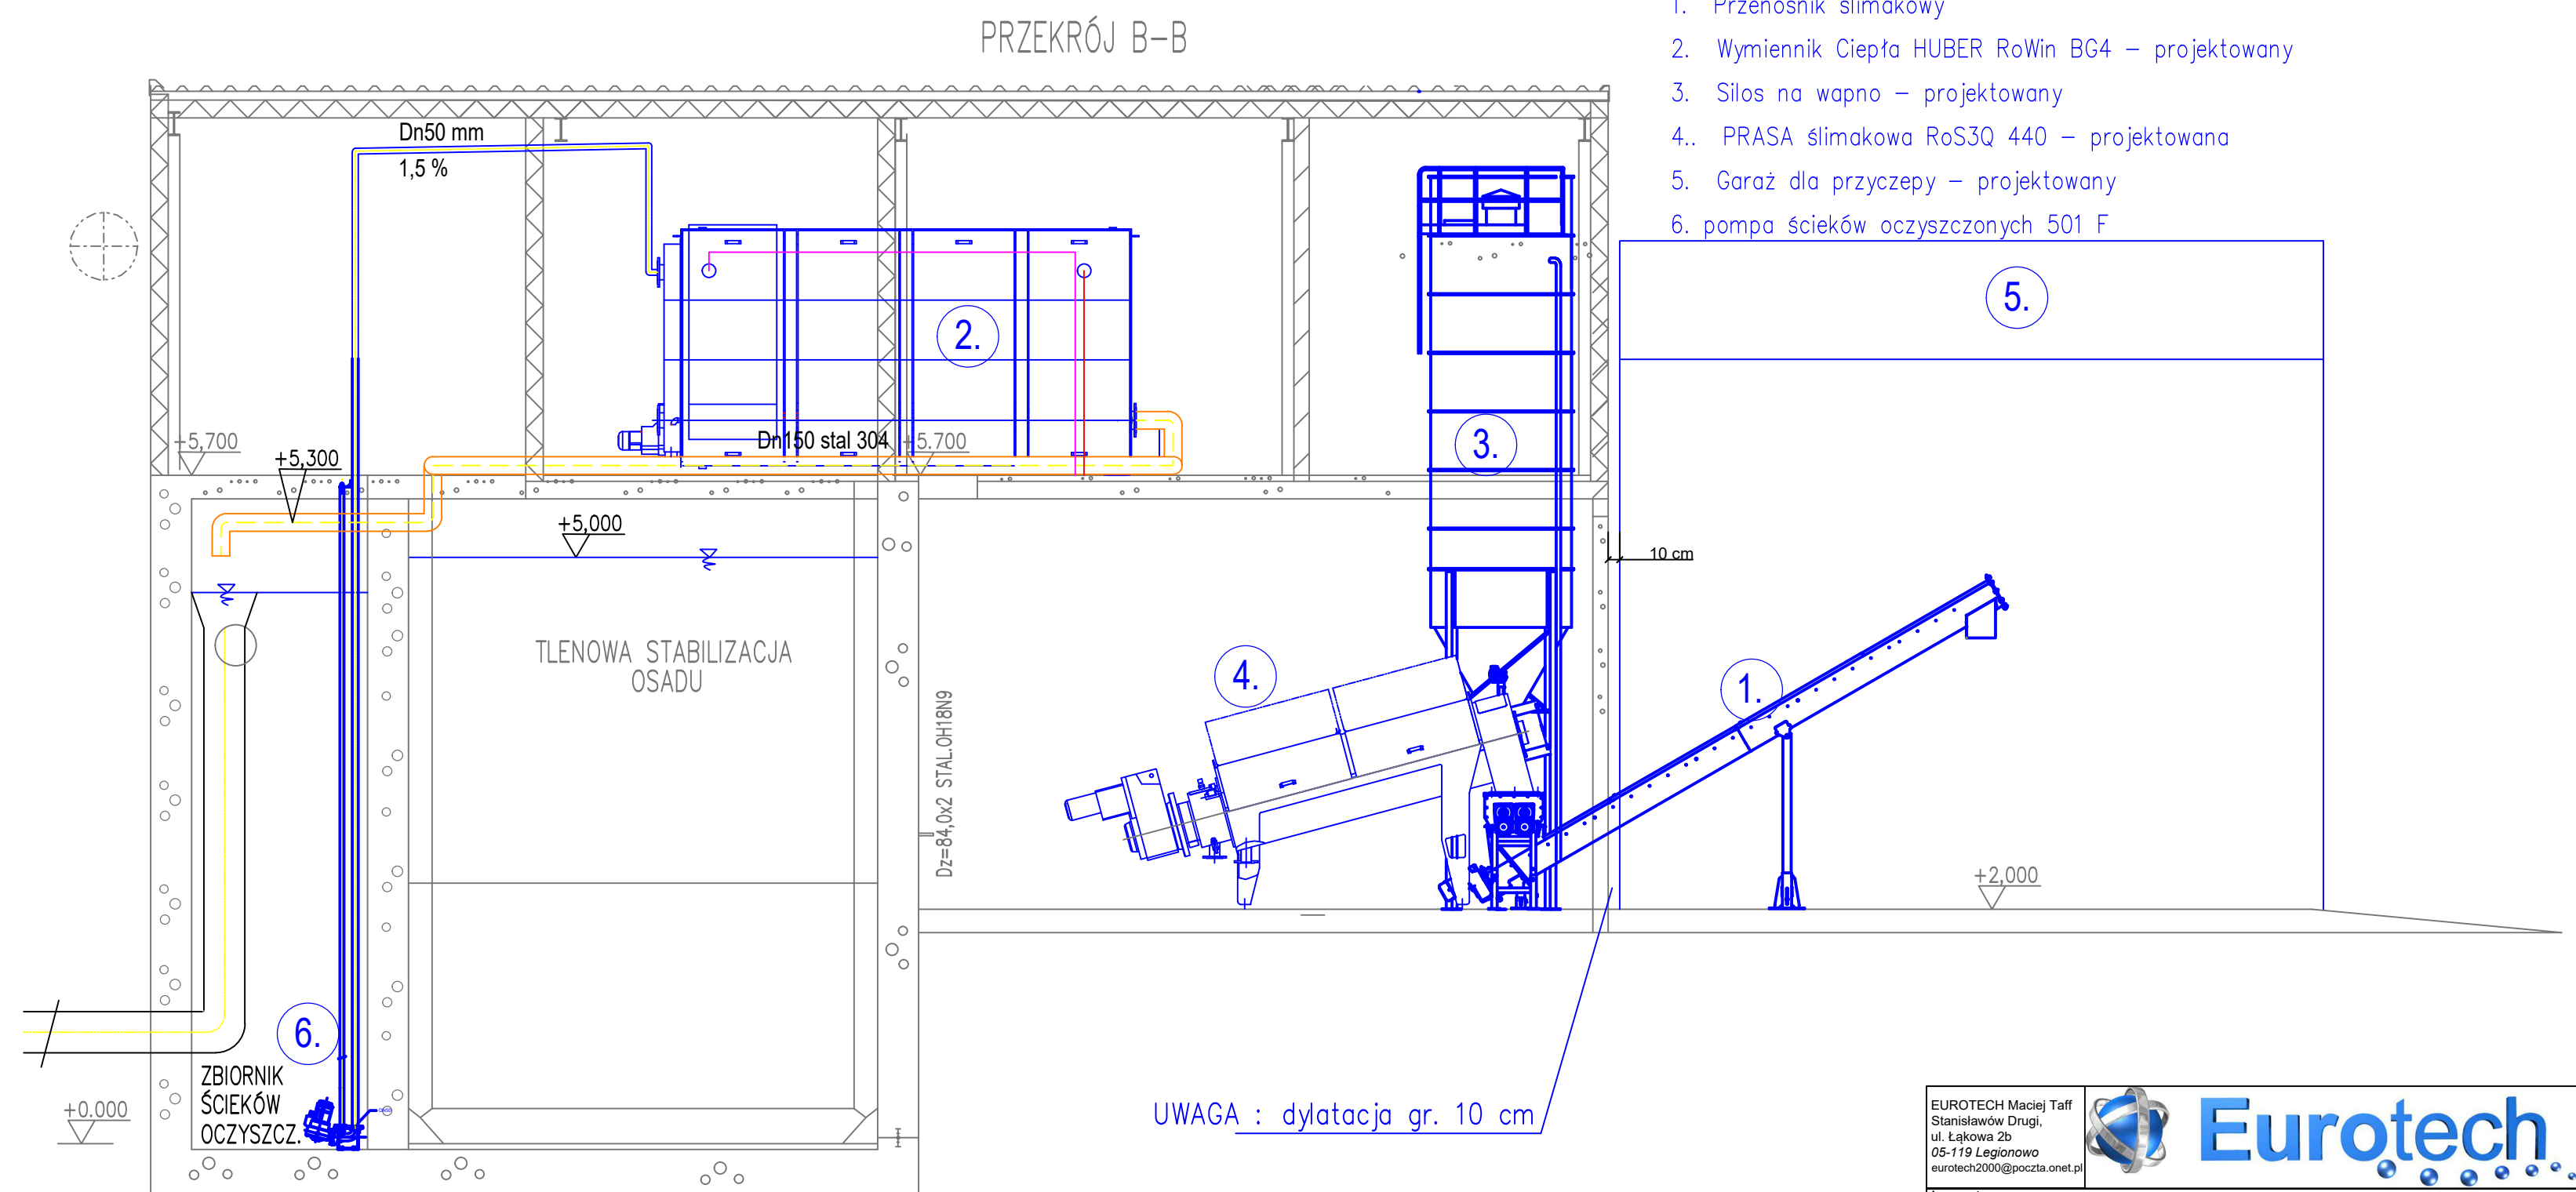 PRZEKRÓJ B-B
1. Przenośnik ślimakowy
2. Wymiennik Ciepła HUBER RoWin BG4 – projektowany
3. Silos na wapno – projektowany
4.. PRASA ślimakowa RoS3Q 440 – projektowana
5. Garaż dla przyczepy – projektowany
6. pompa ścieków oczyszczonych 501 F
Dn50 mm
1,5 %
2.
5.
3.
+5,700
+5,300
Dn150 stal 304
+5.700
+5,000
10 cm
TLENOWA STABILIZACJA
OSADU
4.
1.
Dz=84,0x2 STAL.OH18N9
+2,000
6.
ZBIORNIK
ŚCIEKÓW
OCZYSZCZ.
+0.000
UWAGA : dylatacja gr. 10 cm
EUROTECH Maciej Taff
Stanisławów Drugi,
ul. Łąkowa 2b
05-119 Legionowo
eurotech2000@poczta.onet.pl
Eurotech